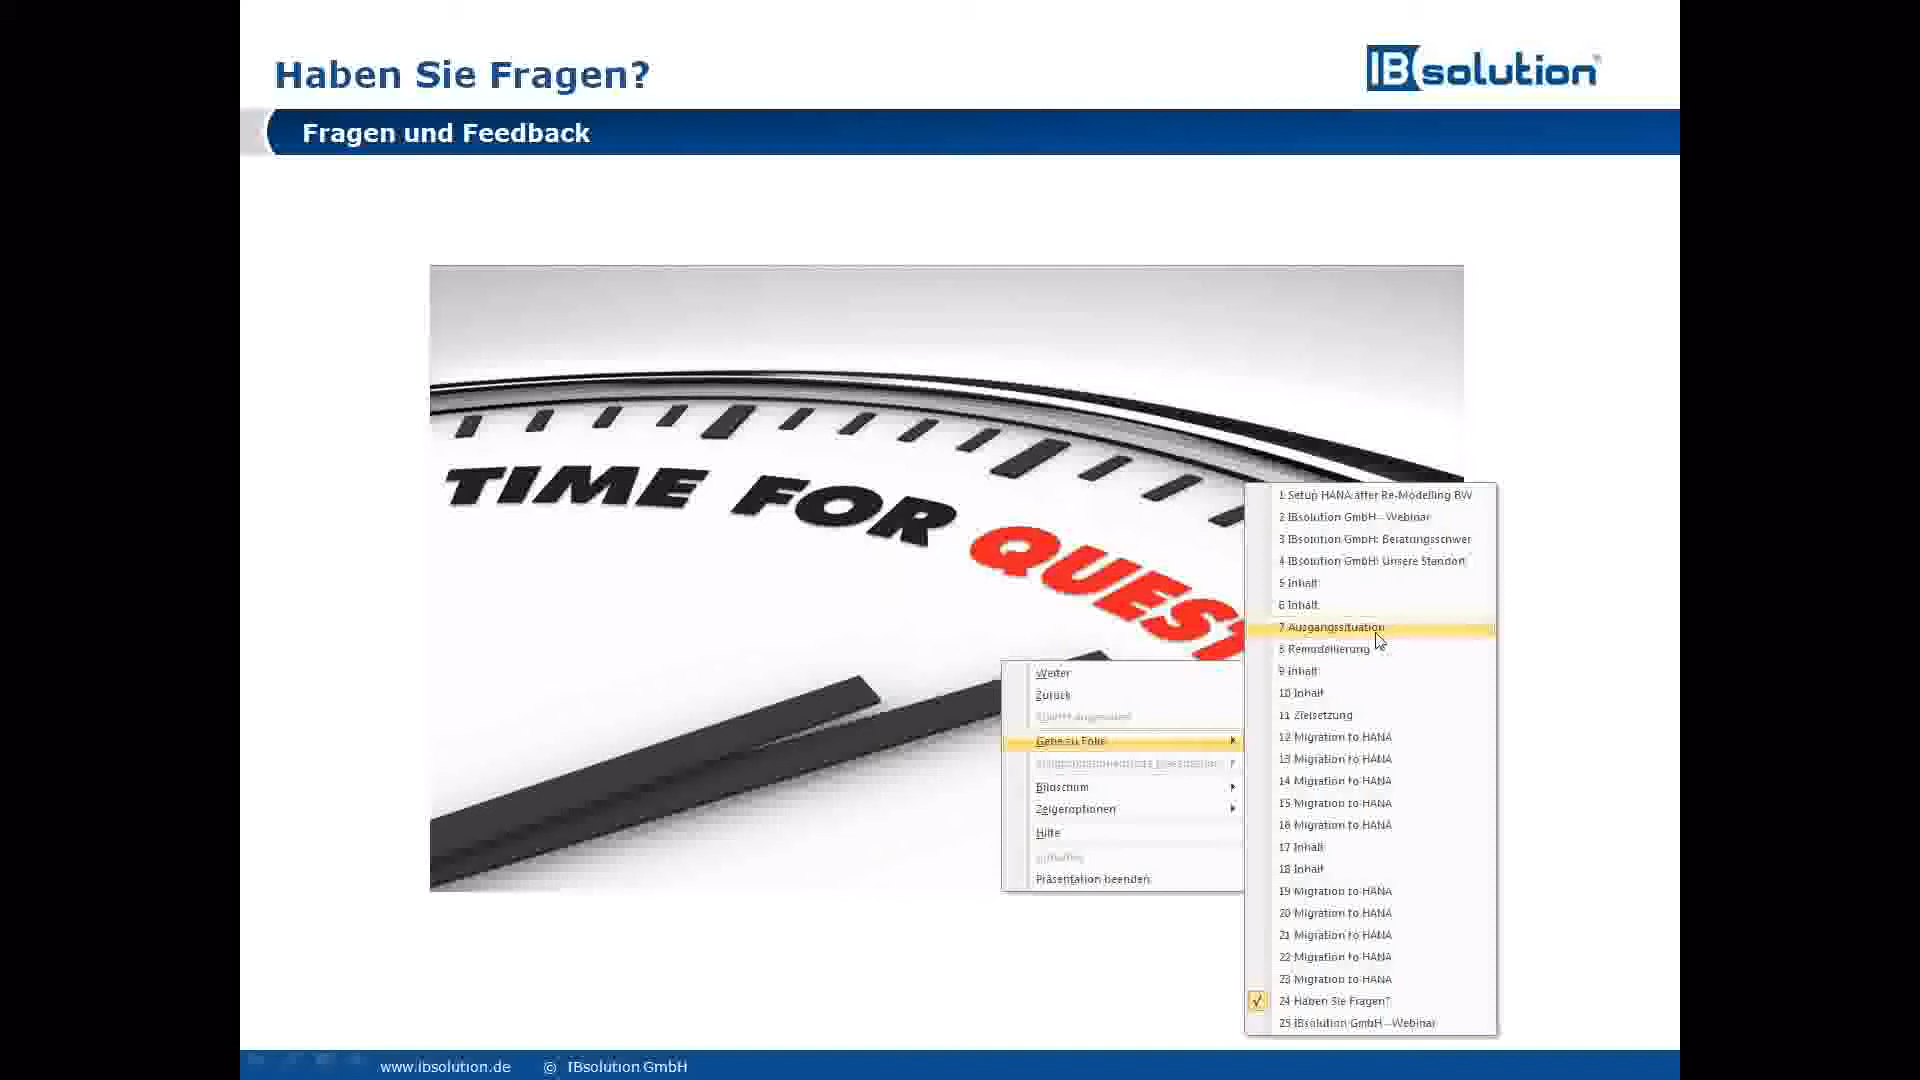 Haben Sie Fragen?
IBsolution
Fragen und Feedback
TIME FOR QUEST
Weiter
Zurück
Gehe zu Folie
Bildschirm
Zeigeroptionen
Hilfe
Präsentation beenden
1 Setup HANA after Re-Modelling BW
2 IBsolution GmbH - Webinar
3 IBsolution GmbH: Beratungsschwer
4 IBsolution GmbH: Unsere Standort
5 Inhalt
6 Inhalt
7 Ausgangssituation
8 Remodellierung
9 Inhalt
10 Inhalt
11 Zielsetzung
12 Migration to HANA
13 Migration to HANA
14 Migration to HANA
15 Migration to HANA
16 Migration to HANA
17 Inhalt
18 Inhalt
19 Migration to HANA
20 Migration to HANA
21 Migration to HANA
22 Migration to HANA
23 Migration to HANA
24 Haben Sie Fragen?
25 IBsolution GmbH - Webinar
www.ibsolution.de © IBsolution GmbH